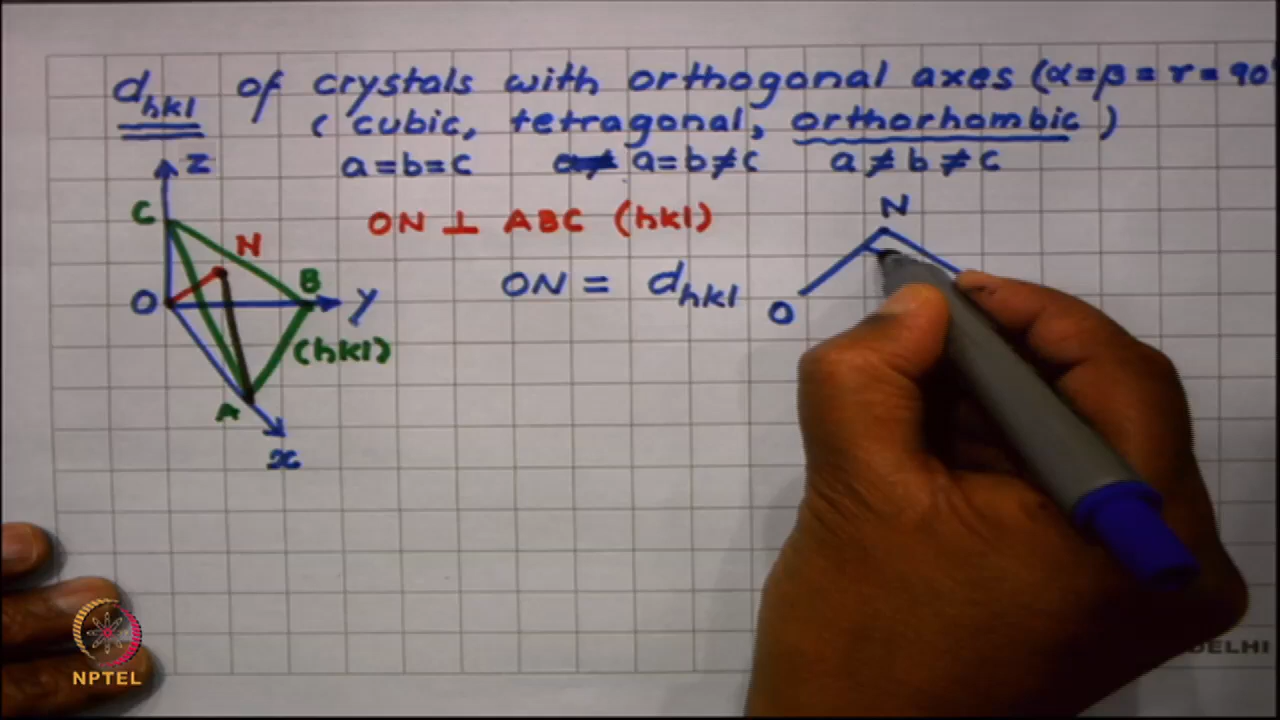 dhkl of crystals with orthogonal axes (α=β=γ=90°
( cubic, tetragonal, orthorhombic )
a=b=c a=b≠c a≠b≠c
Z
C
N
O
B
Y
(hkl)
A
x
ON ⊥ ABC (hkl)
ON = dhkl
N
O
NPTEL
DELHI